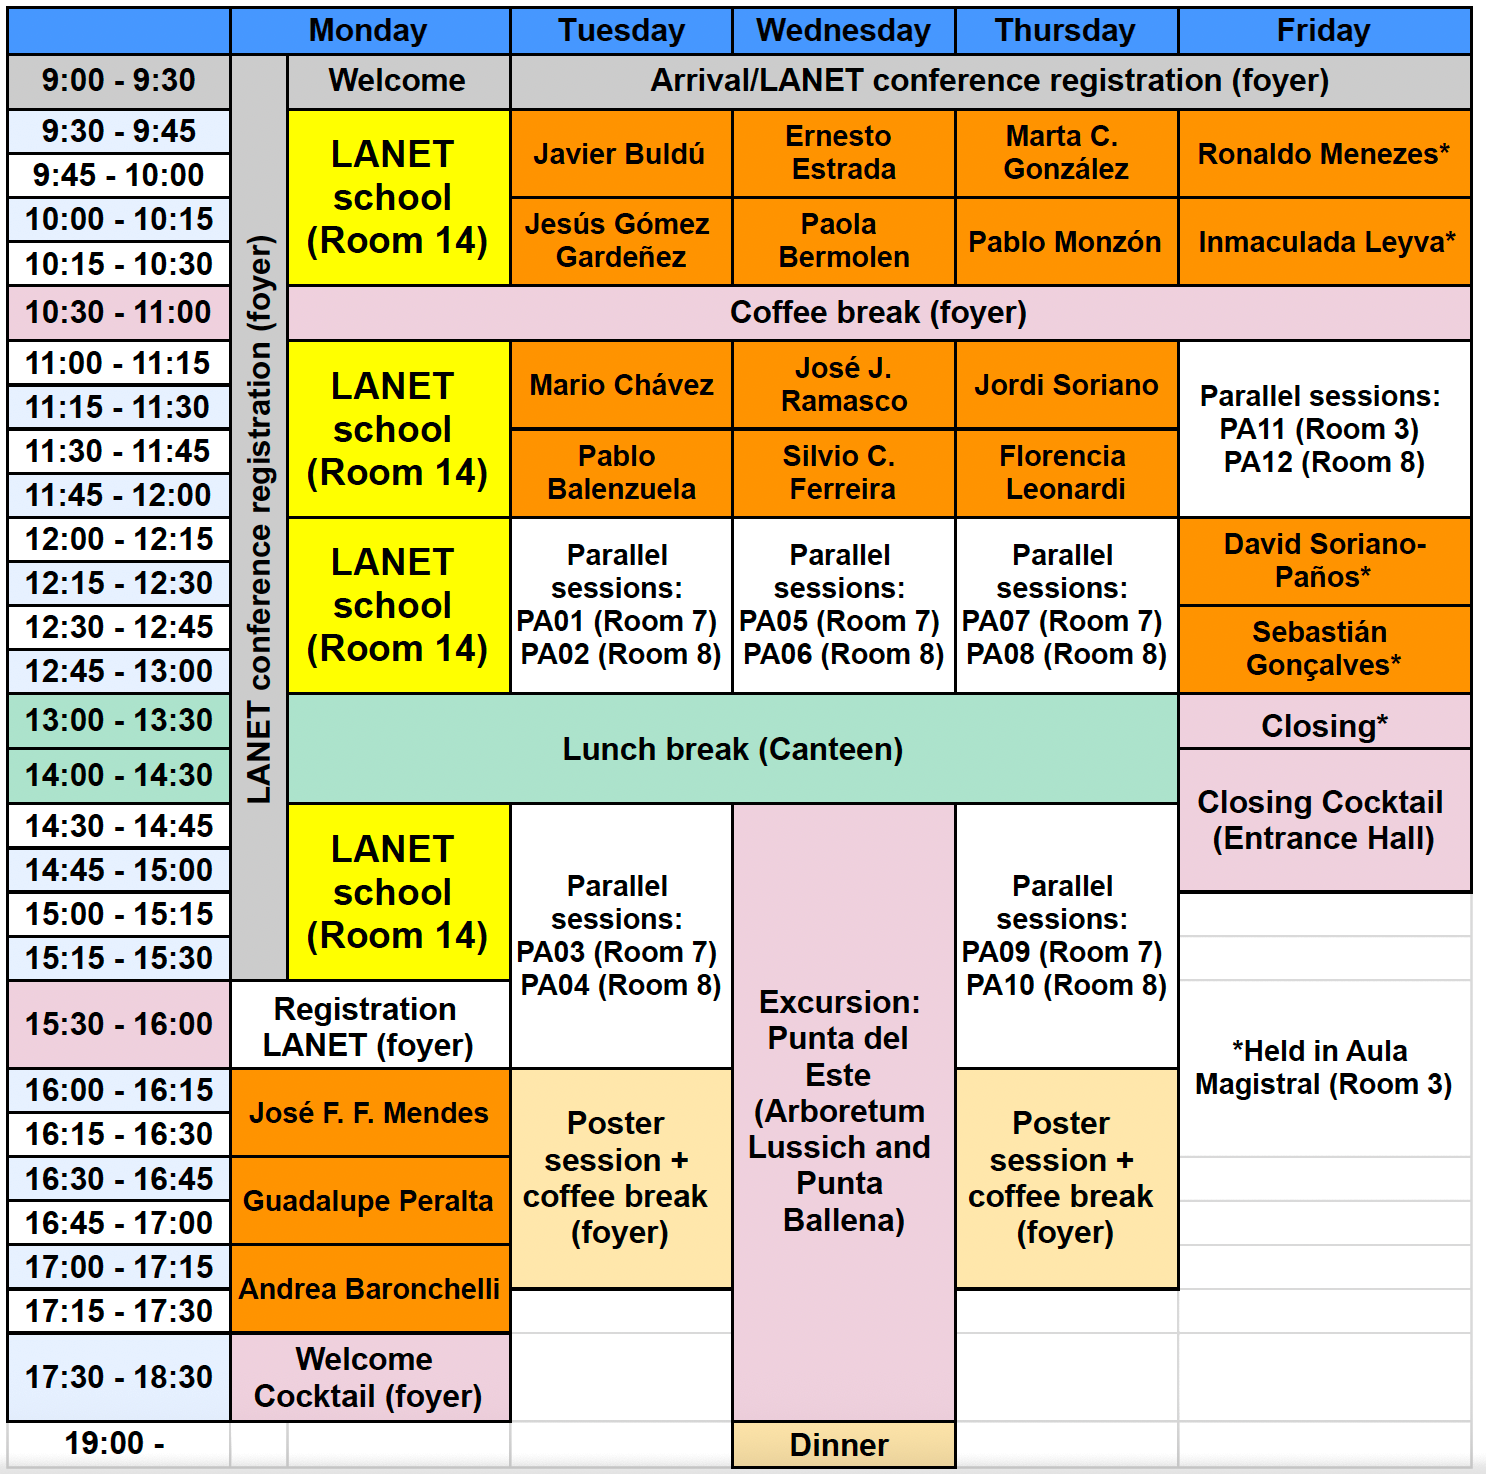 Monday Tuesday Wednesday Thursday Friday
9:00 - 9:30 Welcome Arrival/LANET conference registration (foyer)
LANET conference registration (foyer)
9:30 - 9:45
9:45 - 10:00
LANET
school
(Room 14)
Javier Buldú
Ernesto
Estrada
Marta C.
González
Ronaldo Menezes*
10:00 - 10:15
10:15 - 10:30
Jesús Gómez
Gardeñez
Paola
Bermolen
Pablo Monzón
Inmaculada Leyva*
10:30 - 11:00 Coffee break (foyer)
11:00 - 11:15
11:15 - 11:30
LANET
school
(Room 14)
Mario Chávez
José J.
Ramasco
Jordi Soriano
Parallel sessions:
PA11 (Room 3)
PA12 (Room 8)
11:30 - 11:45
11:45 - 12:00
Pablo
Balenzuela
Silvio C.
Ferreira
Florencia
Leonardi
12:00 - 12:15
12:15 - 12:30
LANET
school
(Room 14)
Parallel
sessions:
PA01 (Room 7)
PA02 (Room 8)
Parallel
sessions:
PA05 (Room 7)
PA06 (Room 8)
Parallel
sessions:
PA07 (Room 7)
PA08 (Room 8)
David Soriano-
Paños*
12:30 - 12:45
12:45 - 13:00
Sebastián
Gonçalves*
13:00 - 13:30
Lunch break (Canteen)
Closing*
14:00 - 14:30
Closing Cocktail
(Entrance Hall)
14:30 - 14:45
14:45 - 15:00
15:00 - 15:15
15:15 - 15:30
LANET
school
(Room 14)
Parallel
sessions:
PA03 (Room 7)
PA04 (Room 8)
Excursion:
Punta del
Este
(Arboretum
Lussich and
Punta
Ballena)
Parallel
sessions:
PA09 (Room 7)
PA10 (Room 8)
15:30 - 16:00
Registration
LANET (foyer)
*Held in Aula
Magistral (Room 3)
16:00 - 16:15
16:15 - 16:30
José F. F. Mendes
Poster
session +
coffee break
(foyer)
Poster
session +
coffee break
(foyer)
16:30 - 16:45
16:45 - 17:00
Guadalupe Peralta
17:00 - 17:15
17:15 - 17:30
Andrea Baronchelli
17:30 - 18:30
Welcome
Cocktail (foyer)
19:00 - Dinner